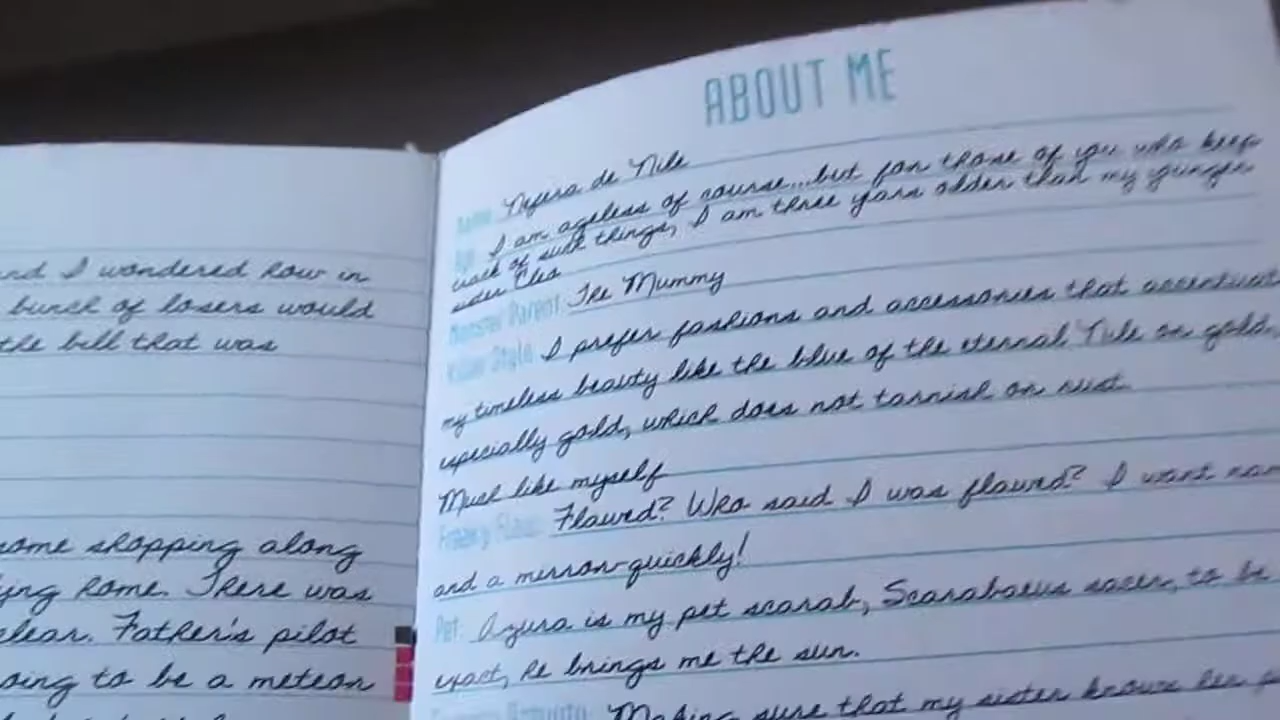 nd I wondered how in
bunch of losers would
the bill that was
some shopping along
ying home. There was
clear. Father's pilot
oing to be a meteor
ABOUT ME
Name: Nefera de Nile
Age: I am ageless of course...but for those of you who keep
track of such things, I am three years older than my younger
sister Cleo
Monster Parent: The Mummy
Killer Style: I prefer fashions and accessories that accentuate
my timeless beauty like the blue of the eternal Nile or gold,
especially gold, which does not tarnish or rust.
Much like myself
Freaky Flaw: Flawed? Who said I was flawed? I want
and a mirror-quickly!
Pet: Azura is my pet scarab, Scarabaeus sacer, to be
exact, he brings me the sun.
Making sure that my sister knows her